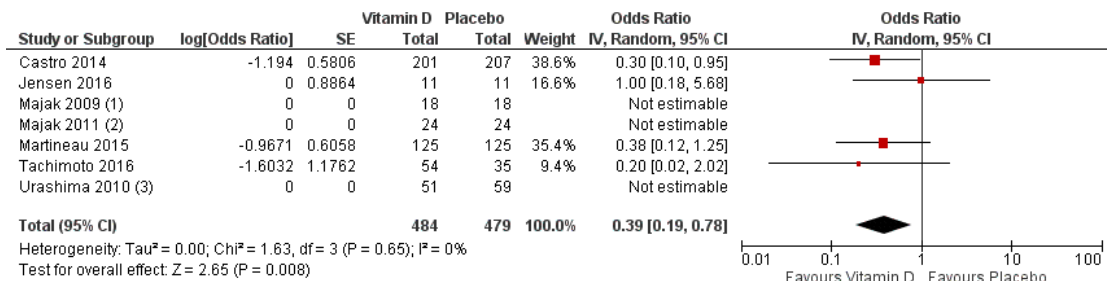 Vitamin D Placebo Odds Ratio Odds Ratio
Study or Subgroup log[Odds Ratio] SE Total Total Weight IV, Random, 95% CI IV, Random, 95% CI
Castro 2014 -1.194 0.5806 201 207 38.6% 0.30 [0.10, 0.95]
Jensen 2016 0 0.8864 11 11 16.6% 1.00 [0.18, 5.68]
Majak 2009 (1) 0 0 18 18 Not estimable
Majak 2011 (2) 0 0 24 24 Not estimable
Martineau 2015 -0.9671 0.6058 125 125 35.4% 0.38 [0.12, 1.25]
Tachimoto 2016 -1.6032 1.1762 54 35 9.4% 0.20 [0.02, 2.02]
Urashima 2010 (3) 0 0 51 59 Not estimable
Total (95% CI) 484 479 100.0% 0.39 [0.19, 0.78]
Heterogeneity: Tau² = 0.00; Chi² = 1.63, df = 3 (P = 0.65); I² = 0%
Test for overall effect: Z = 2.65 (P = 0.008)
0.01 0.1 1 10 100
Favours Vitamin D Favours Placebo